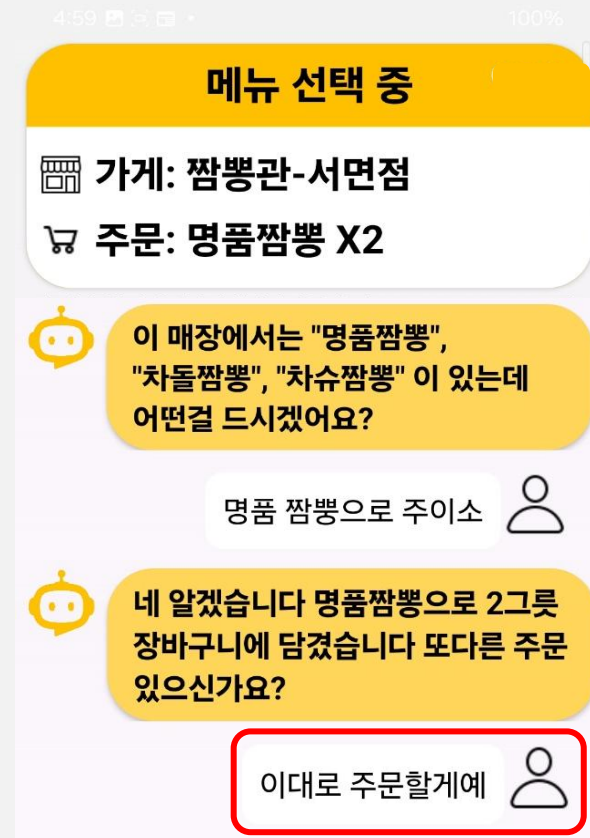 4:59
100%
메뉴 선택 중
가게: 짬뽕관-서면점
주문: 명품짬뽕 X2
이 매장에서는 "명품짬뽕",
"차돌짬뽕", "차슈짬뽕" 이 있는데
어떤걸 드시겠어요?
명품 짬뽕으로 주이소
네 알겠습니다 명품짬뽕으로 2그릇
장바구니에 담겼습니다 또다른 주문
있으신가요?
이대로 주문할게예